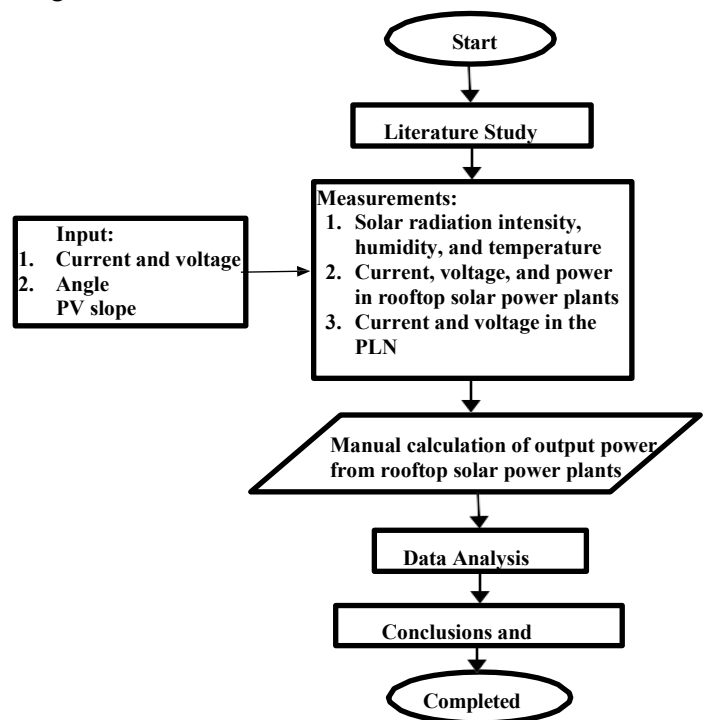 Start
Literature Study
Measurements:
1. Solar radiation intensity,
humidity, and temperature
2. Current, voltage, and power
in rooftop solar power plants
3. Current and voltage in the
PLN
Input:
1. Current and voltage
2. Angle
PV slope
Manual calculation of output power
from rooftop solar power plants
Data Analysis
Conclusions and
Completed